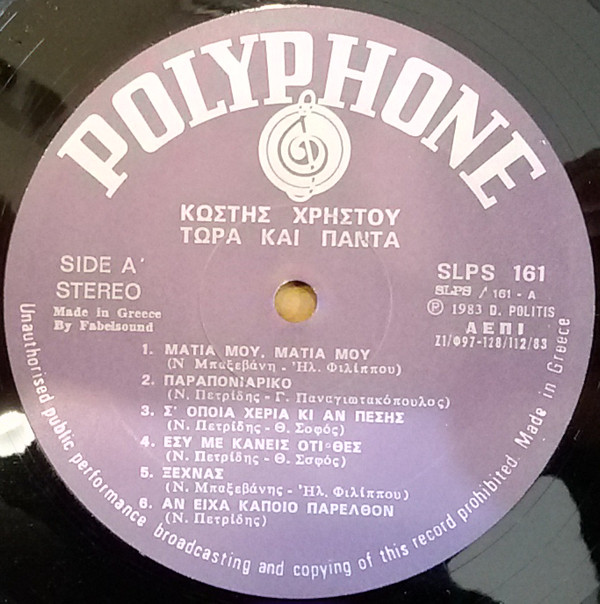 POLYPHONE
ΚΩΣΤΗΣ ΧΡΗΣΤΟΥ
ΤΩΡΑ ΚΑΙ ΠΑΝΤΑ
SIDE A'
STEREO
Made in Greece
By Fabelsound
SLPS 161
SLPS / 161 - A
Ⓟ 1983 D. POLITIS
ΑΕΠΙ
Z1/Φ97-128/112/83
1. ΜΑΤΙΑ ΜΟΥ, ΜΑΤΙΑ ΜΟΥ
(Ν. Μπαξεβάνη - Ἠλ. Φιλίππου)
2. ΠΑΡΑΠΟΝΙΑΡΙΚΟ
(Ν. Πετρίδης - Γ. Παναγιωτακόπουλος)
3. Σ' ΟΠΟΙΑ ΧΕΡΙΑ ΚΙ ΑΝ ΠΕΣΗΣ
(Ν. Πετρίδης - Θ. Σοφός)
4. ΕΣΥ ΜΕ ΚΑΝΕΙΣ ΟΤΙ ΘΕΣ
(Ν. Πετρίδης - Θ. Σοφός)
5. ΞΕΧΝΑΣ
(Ν. Μπαξεβάνης - Ἠλ. Φιλίππου)
6. ΑΝ ΕΙΧΑ ΚΑΠΟΙΟ ΠΑΡΕΛΘΟΝ
(Ν. Πετρίδης)
Unauthorised public performance broadcasting and copying of this record prohibited. Made in Greece